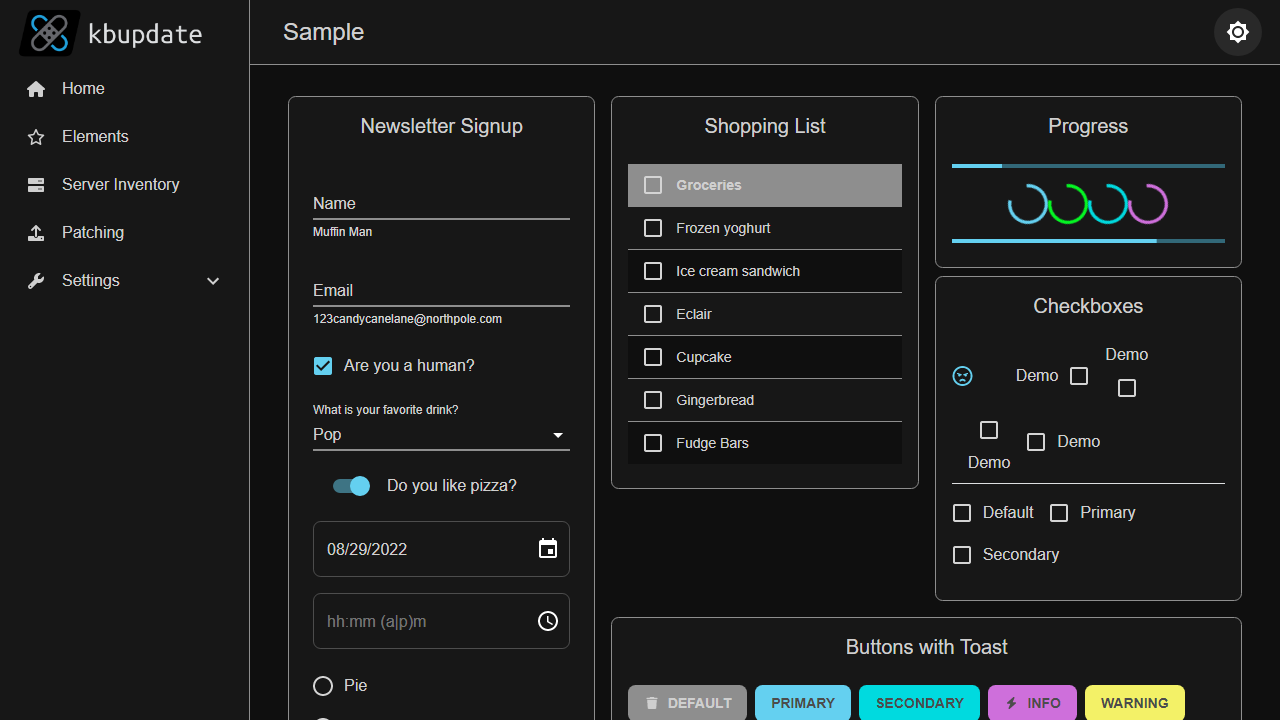 kbupdate
Home
Elements
Server Inventory
Patching
Settings
Sample
Newsletter Signup
Name
Muffin Man
Email
123candycanelane@northpole.com
Are you a human?
What is your favorite drink?
Pop
Do you like pizza?
08/29/2022
hh:mm (a|p)m
Pie
Shopping List
Groceries
Frozen yoghurt
Ice cream sandwich
Eclair
Cupcake
Gingerbread
Fudge Bars
Progress
Checkboxes
Demo
Demo
Demo
Demo
Default
Primary
Secondary
Buttons with Toast
DEFAULT
PRIMARY
SECONDARY
INFO
WARNING